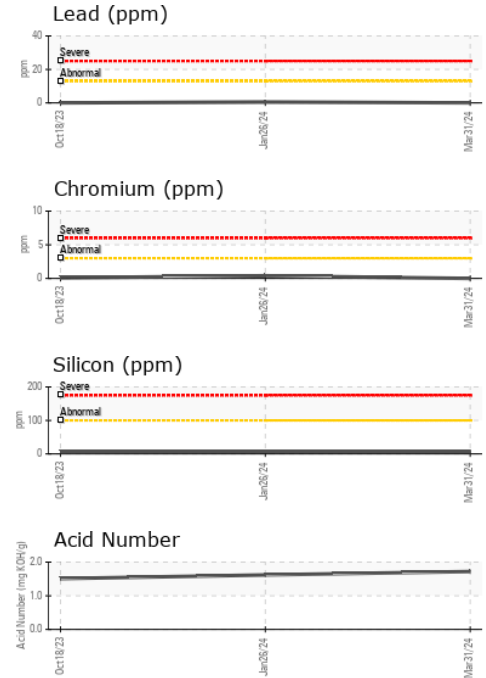 Lead (ppm)
40
Severe
ppm
20
Abnormal
0
Oct18/23
Jan26/24
Mar31/24
Chromium (ppm)
10
Severe
ppm
5
Abnormal
0
Oct18/23
Jan26/24
Mar31/24
Silicon (ppm)
200
Severe
ppm
100
Abnormal
0
Oct18/23
Jan26/24
Mar31/24
Acid Number
Acid Number (mg KOH/g)
2.0
1.0
0.0
Oct18/23
Jan26/24
Mar31/24